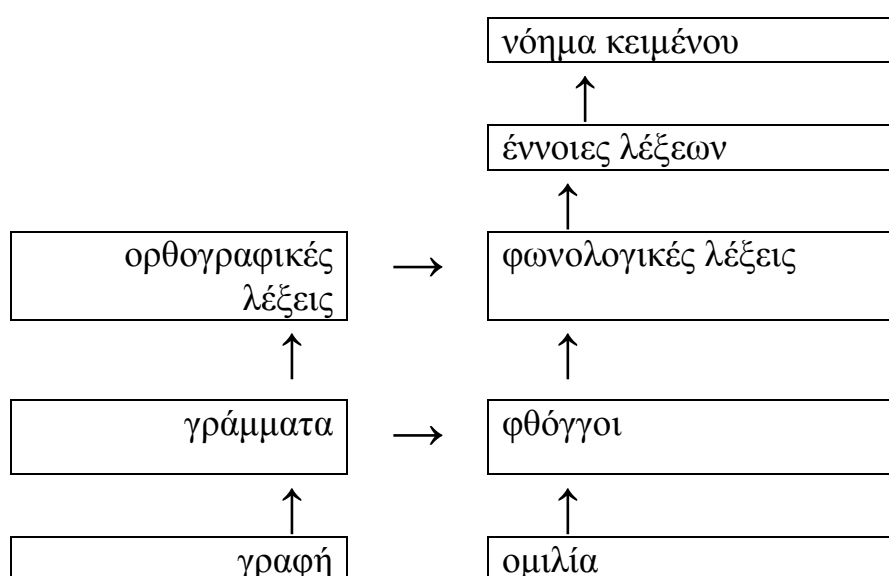 νόημα κειμένου
έννοιες λέξεων
ορθογραφικές
λέξεις
φωνολογικές λέξεις
γράμματα
φθόγγοι
γραφή
ομιλία